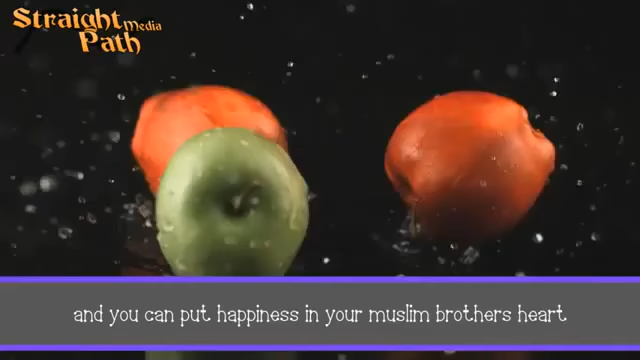 Straight Media
Path
and you can put happiness in your muslim brothers heart